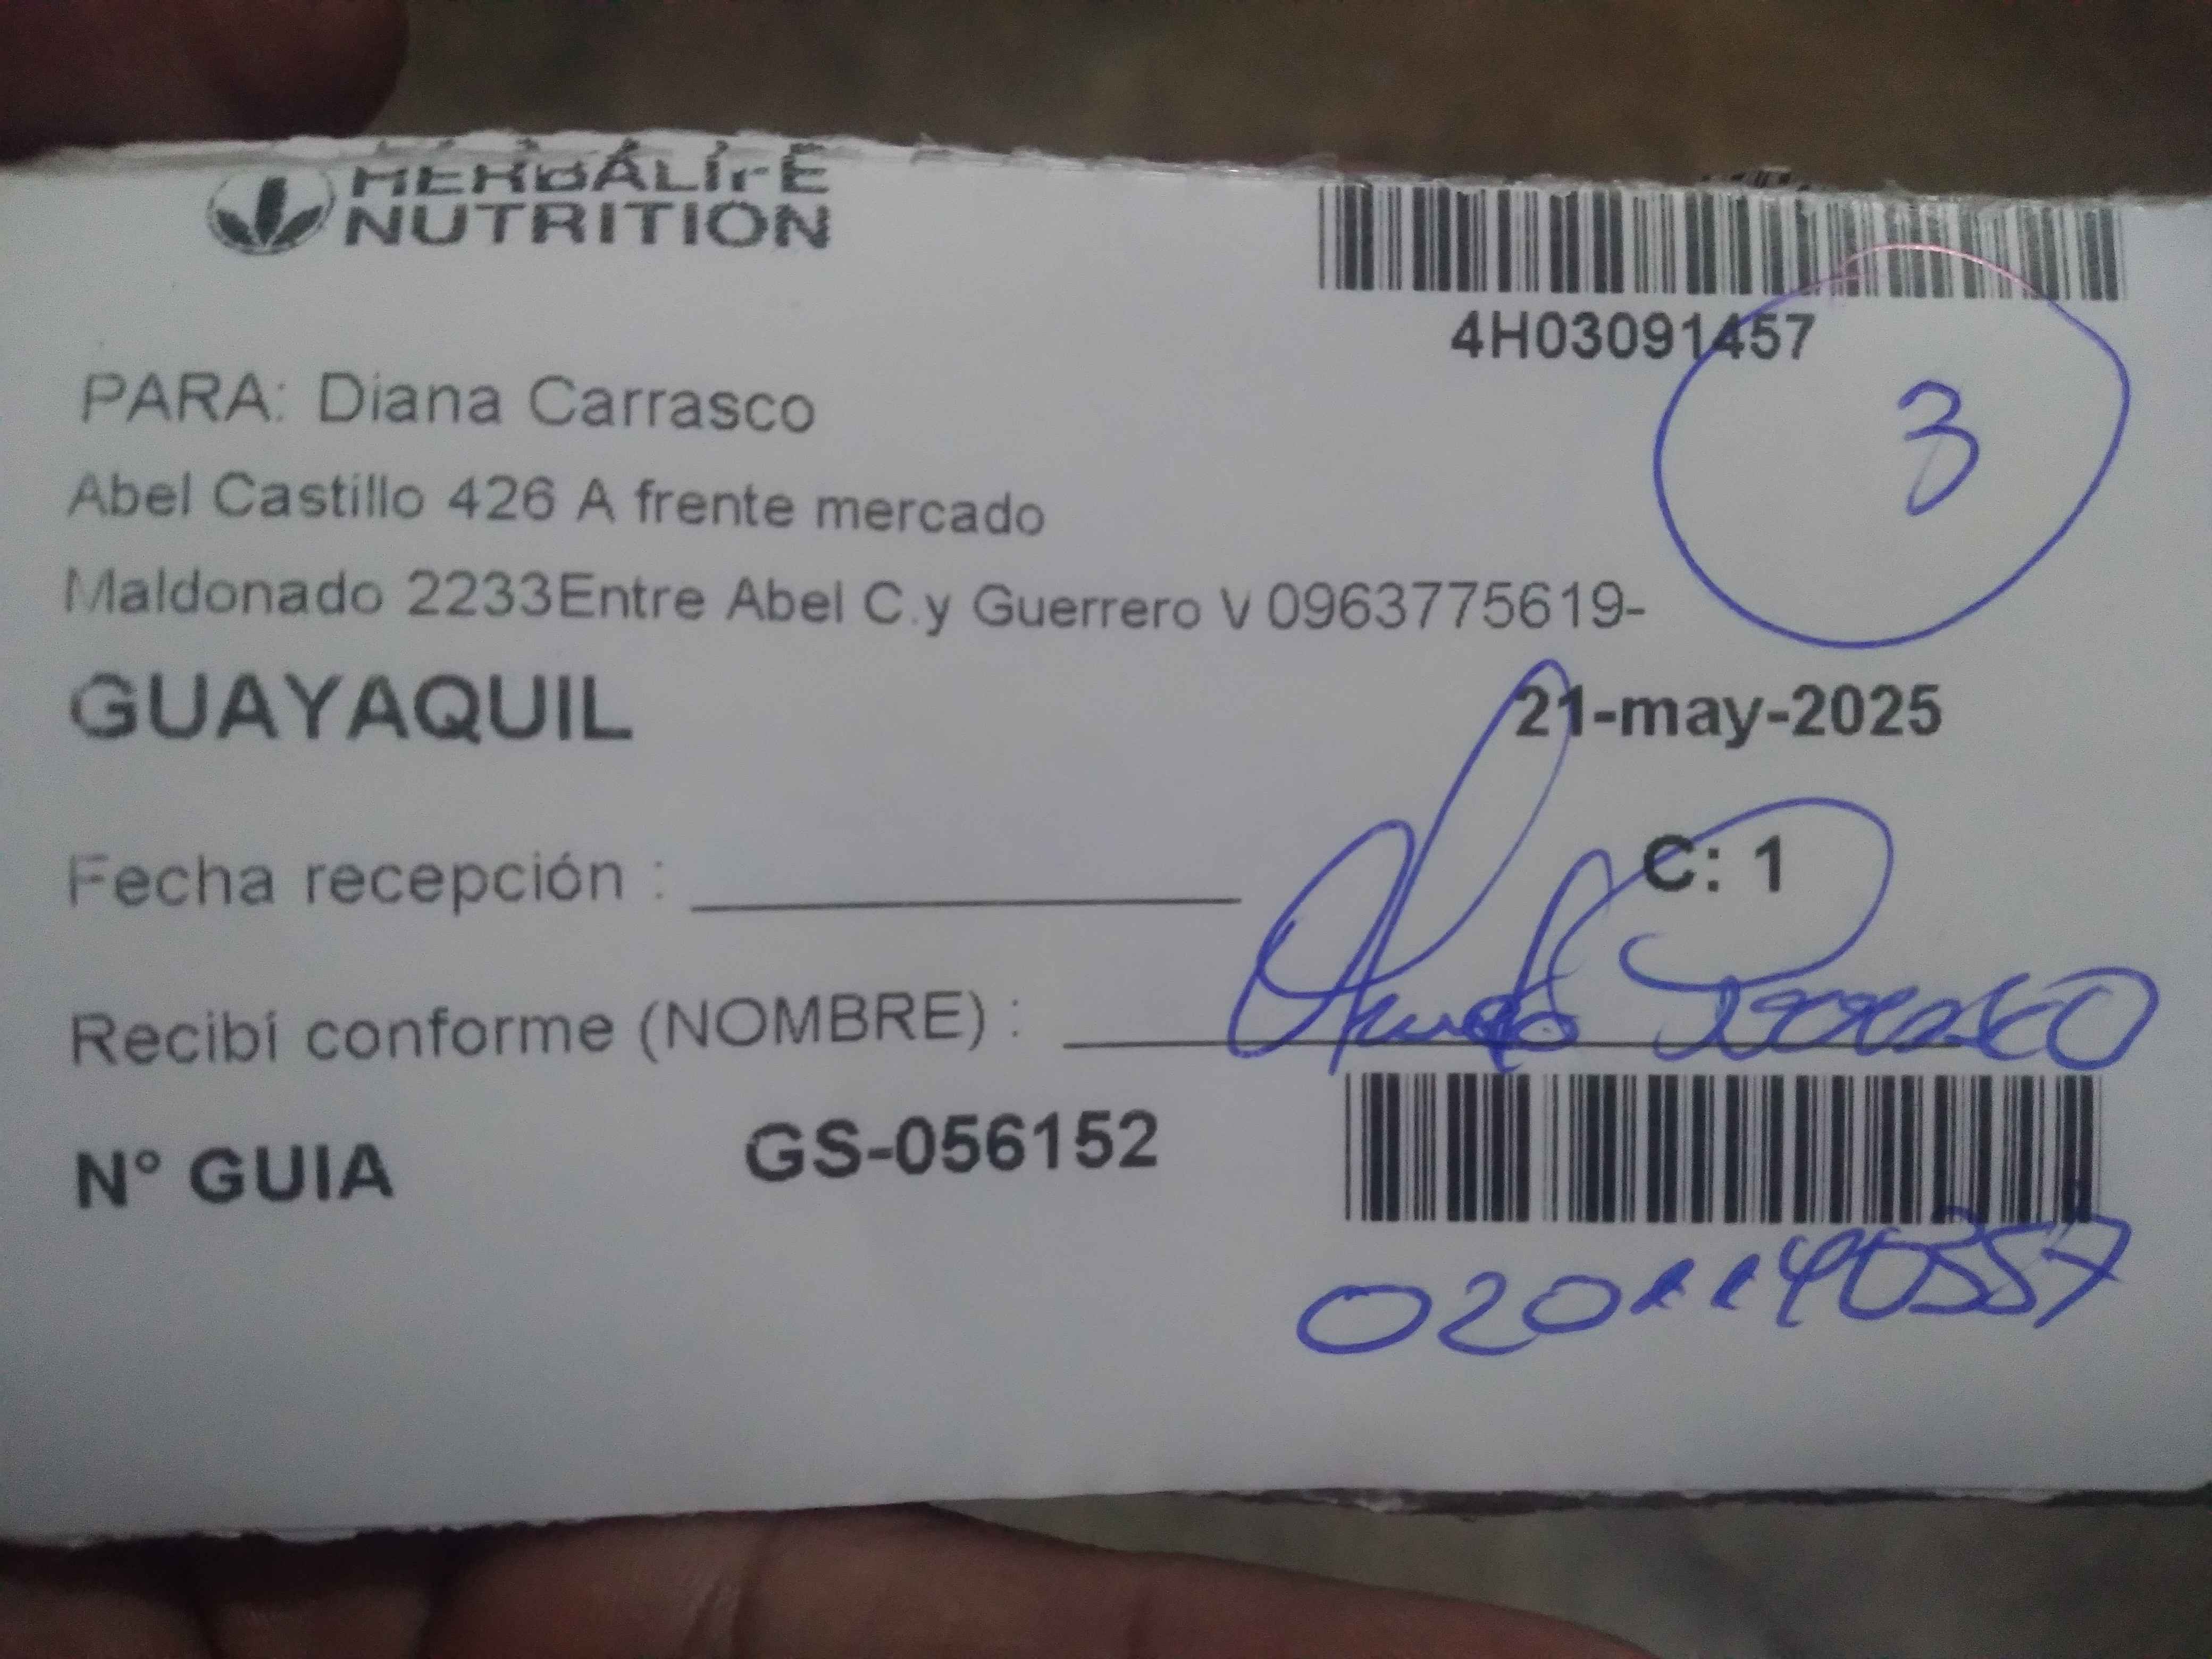 HERBALIFE
NUTRITION
4H03091457
3
PARA: Diana Carrasco
Abel Castillo 426 A frente mercado
Maldonado 2233Entre Abel C.y Guerrero V 0963775619-
GUAYAQUIL
21-may-2025
C: 1
Fecha recepción :
Recibí conforme (NOMBRE) :
N° GUIA
GS-056152